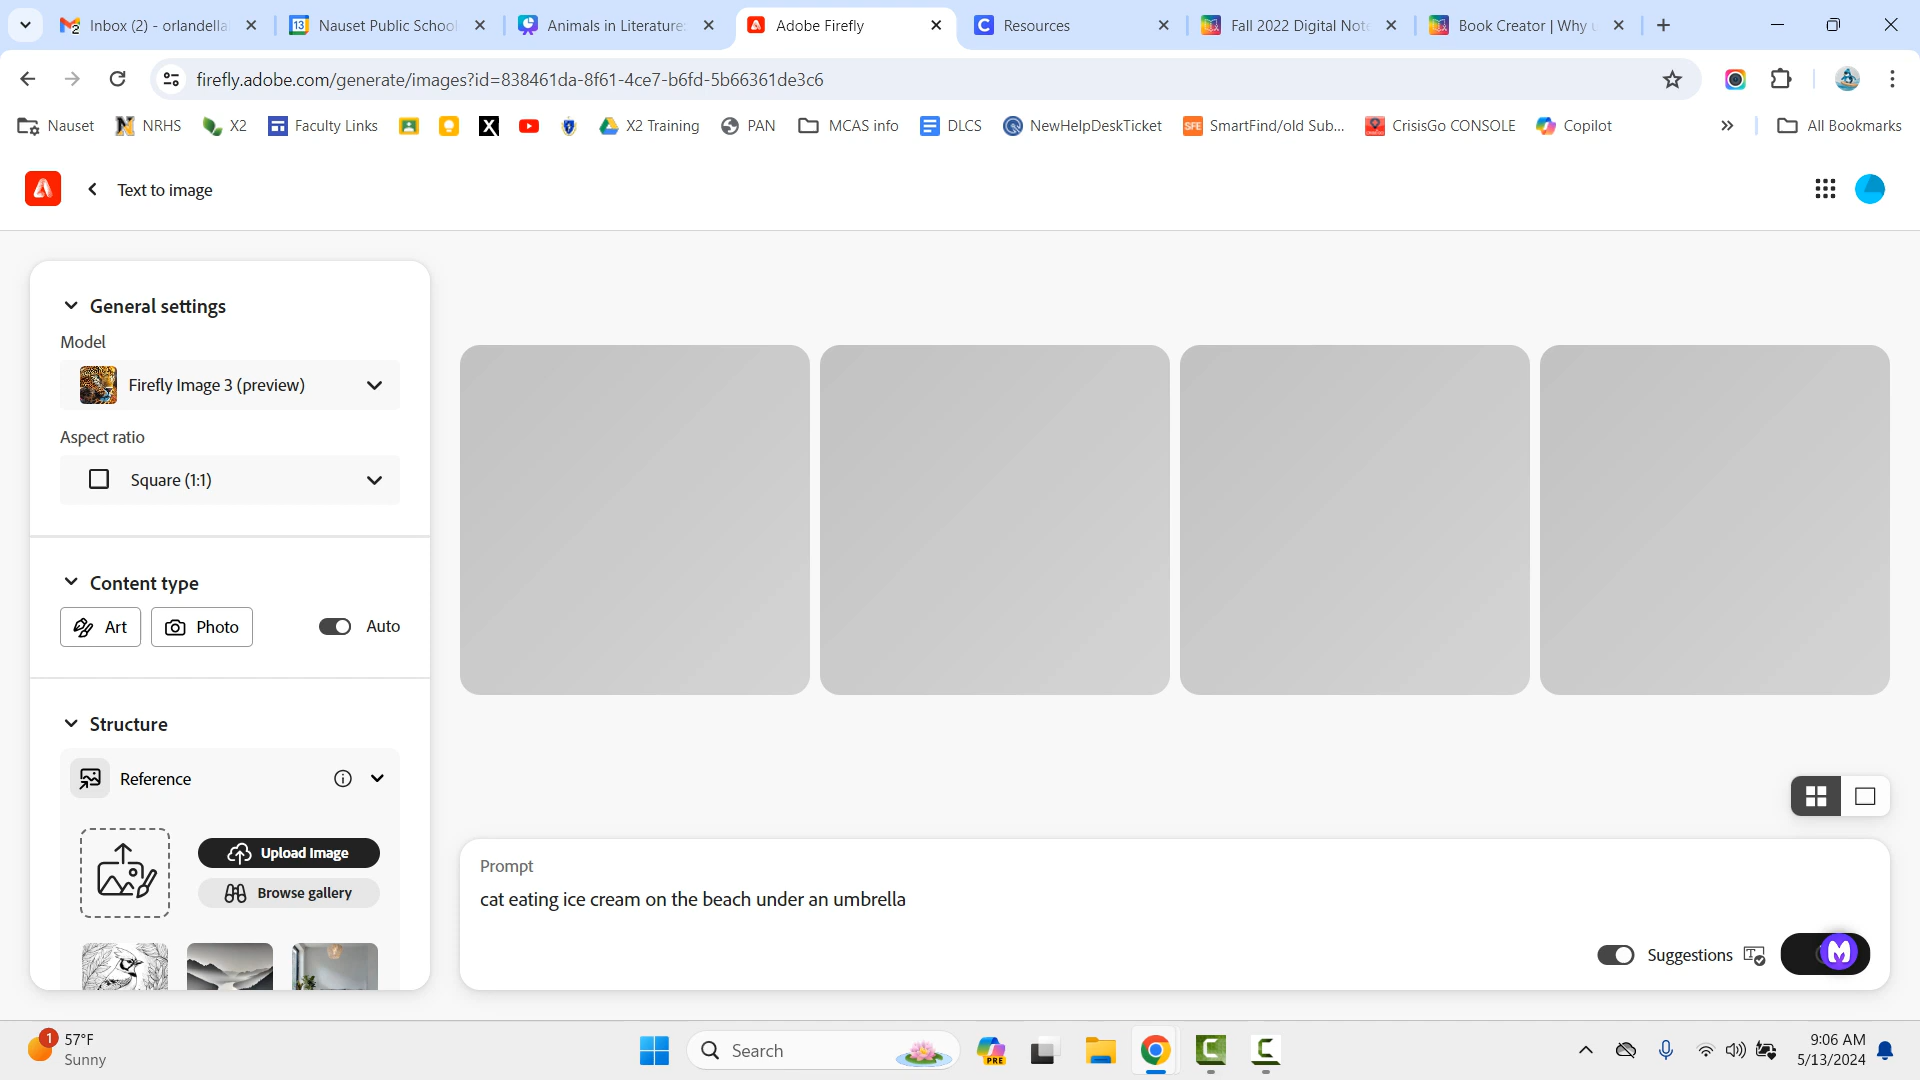 Inbox (2) - orlandella
Nauset Public School
Animals in Literature:
Adobe Firefly
Resources
Fall 2022 Digital Note
Book Creator | Why u
firefly.adobe.com/generate/images?id=838461da-8f61-4ce7-b6fd-5b66361de3c6
Nauset
NRHS
X2
Faculty Links
X2 Training
PAN
MCAS info
DLCS
NewHelpDeskTicket
SmartFind/old Sub...
CrisisGo CONSOLE
Copilot
All Bookmarks
Text to image
General settings
Model
Firefly Image 3 (preview)
Aspect ratio
Square (1:1)
Content type
Art
Photo
Auto
Structure
Reference
Upload Image
Browse gallery
Prompt
cat eating ice cream on the beach under an umbrella
Suggestions
1
57°F
Sunny
Search
PRE
9:06 AM
5/13/2024